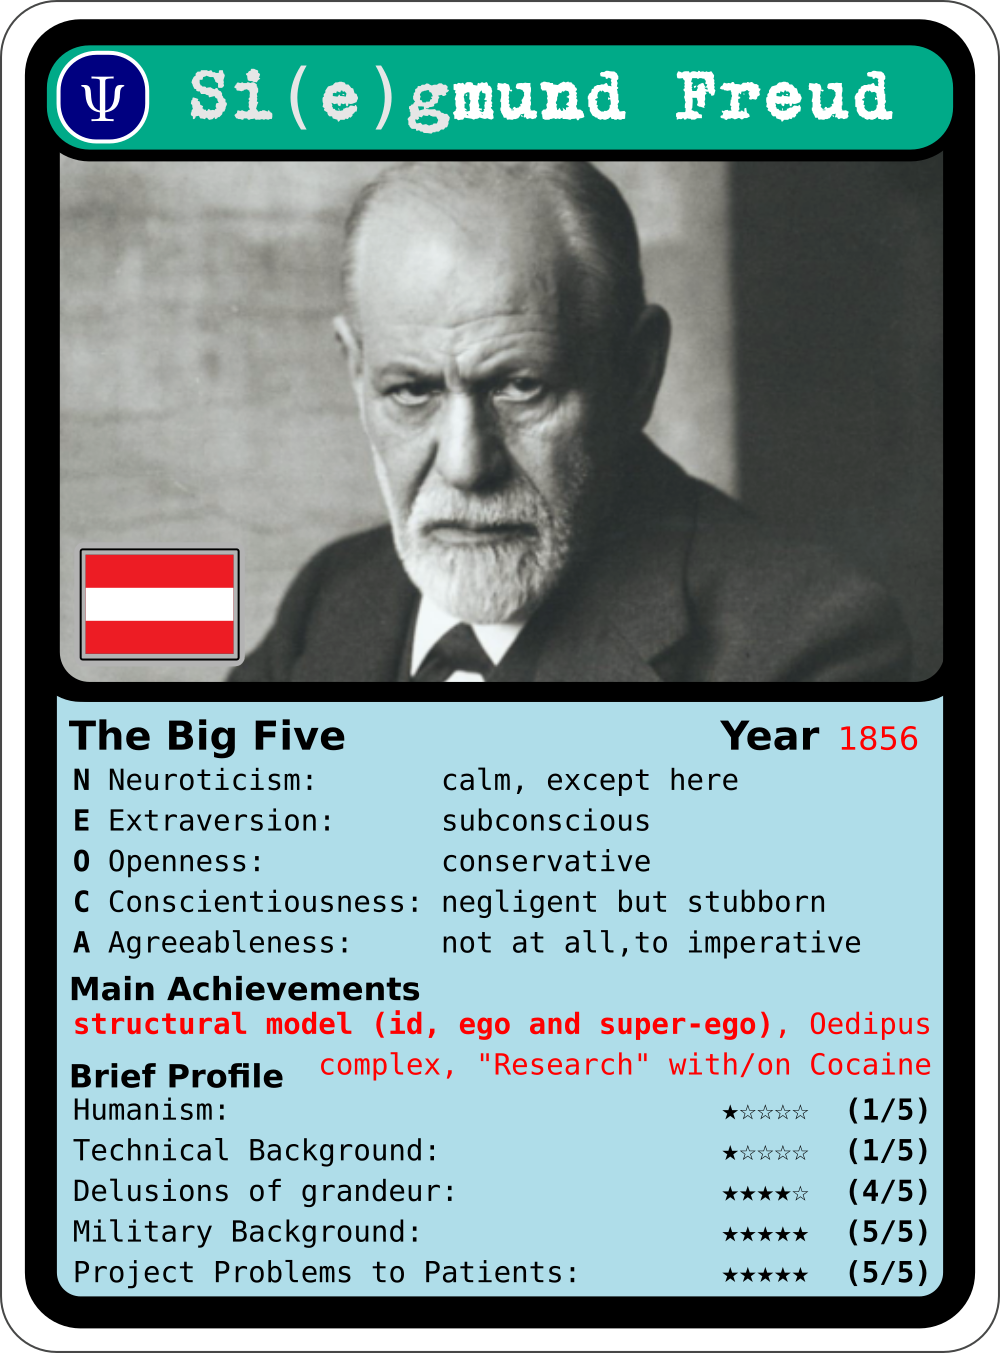 Ψ Si(e)gmund Freud
The Big Five Year 1856
N Neuroticism: calm, except here
E Extraversion: subconscious
O Openness: conservative
C Conscientiousness: negligent but stubborn
A Agreeableness: not at all,to imperative
Main Achievements
structural model (id, ego and super-ego), Oedipus
complex, "Research" with/on Cocaine
Brief Profile
Humanism: ★☆☆☆☆ (1/5)
Technical Background: ★☆☆☆☆ (1/5)
Delusions of grandeur: ★★★★☆ (4/5)
Military Background: ★★★★★ (5/5)
Project Problems to Patients: ★★★★★ (5/5)